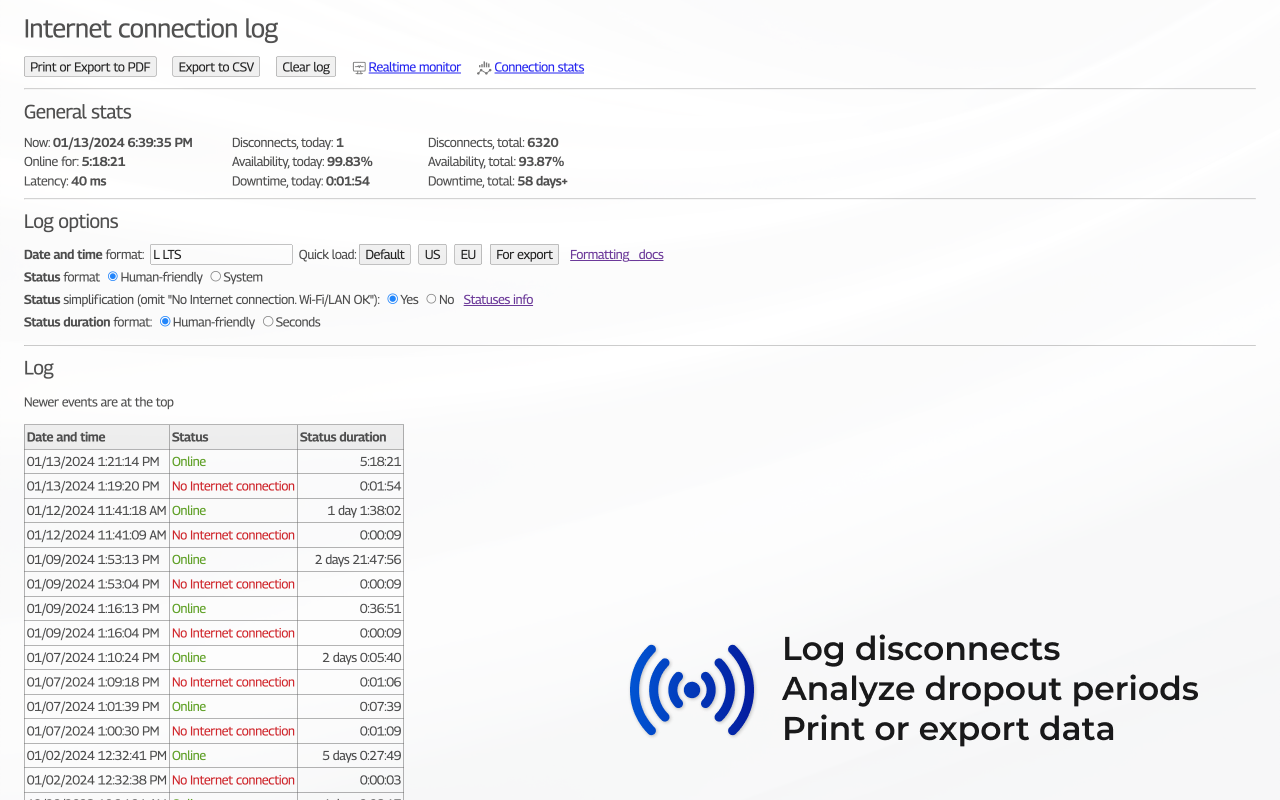 Internet connection log
Print or Export to PDF Export to CSV Clear log Realtime monitor Connection stats
General stats
Now: 01/13/2024 6:39:35 PM Disconnects, today: 1 Disconnects, total: 6320
Online for: 5:18:21 Availability, today: 99.83% Availability, total: 93.87%
Latency: 40 ms Downtime, today: 0:01:54 Downtime, total: 58 days+
Log options
Date and time format: L LTS Quick load: Default US EU For export Formatting docs
Status format Human-friendly System
Status simplification (omit "No Internet connection. Wi-Fi/LAN OK"): Yes No Statuses info
Status duration format: Human-friendly Seconds
Log
Newer events are at the top
Date and time Status Status duration
01/13/2024 1:21:14 PM Online 5:18:21
01/13/2024 1:19:20 PM No Internet connection 0:01:54
01/12/2024 11:41:18 AM Online 1 day 1:38:02
01/12/2024 11:41:09 AM No Internet connection 0:00:09
01/09/2024 1:53:13 PM Online 2 days 21:47:56
01/09/2024 1:53:04 PM No Internet connection 0:00:09
01/09/2024 1:16:13 PM Online 0:36:51
01/09/2024 1:16:04 PM No Internet connection 0:00:09
01/07/2024 1:10:24 PM Online 2 days 0:05:40
01/07/2024 1:09:18 PM No Internet connection 0:01:06
01/07/2024 1:01:39 PM Online 0:07:39
01/07/2024 1:00:30 PM No Internet connection 0:01:09
01/02/2024 12:32:41 PM Online 5 days 0:27:49
01/02/2024 12:32:38 PM No Internet connection 0:00:03
Log disconnects
Analyze dropout periods
Print or export data